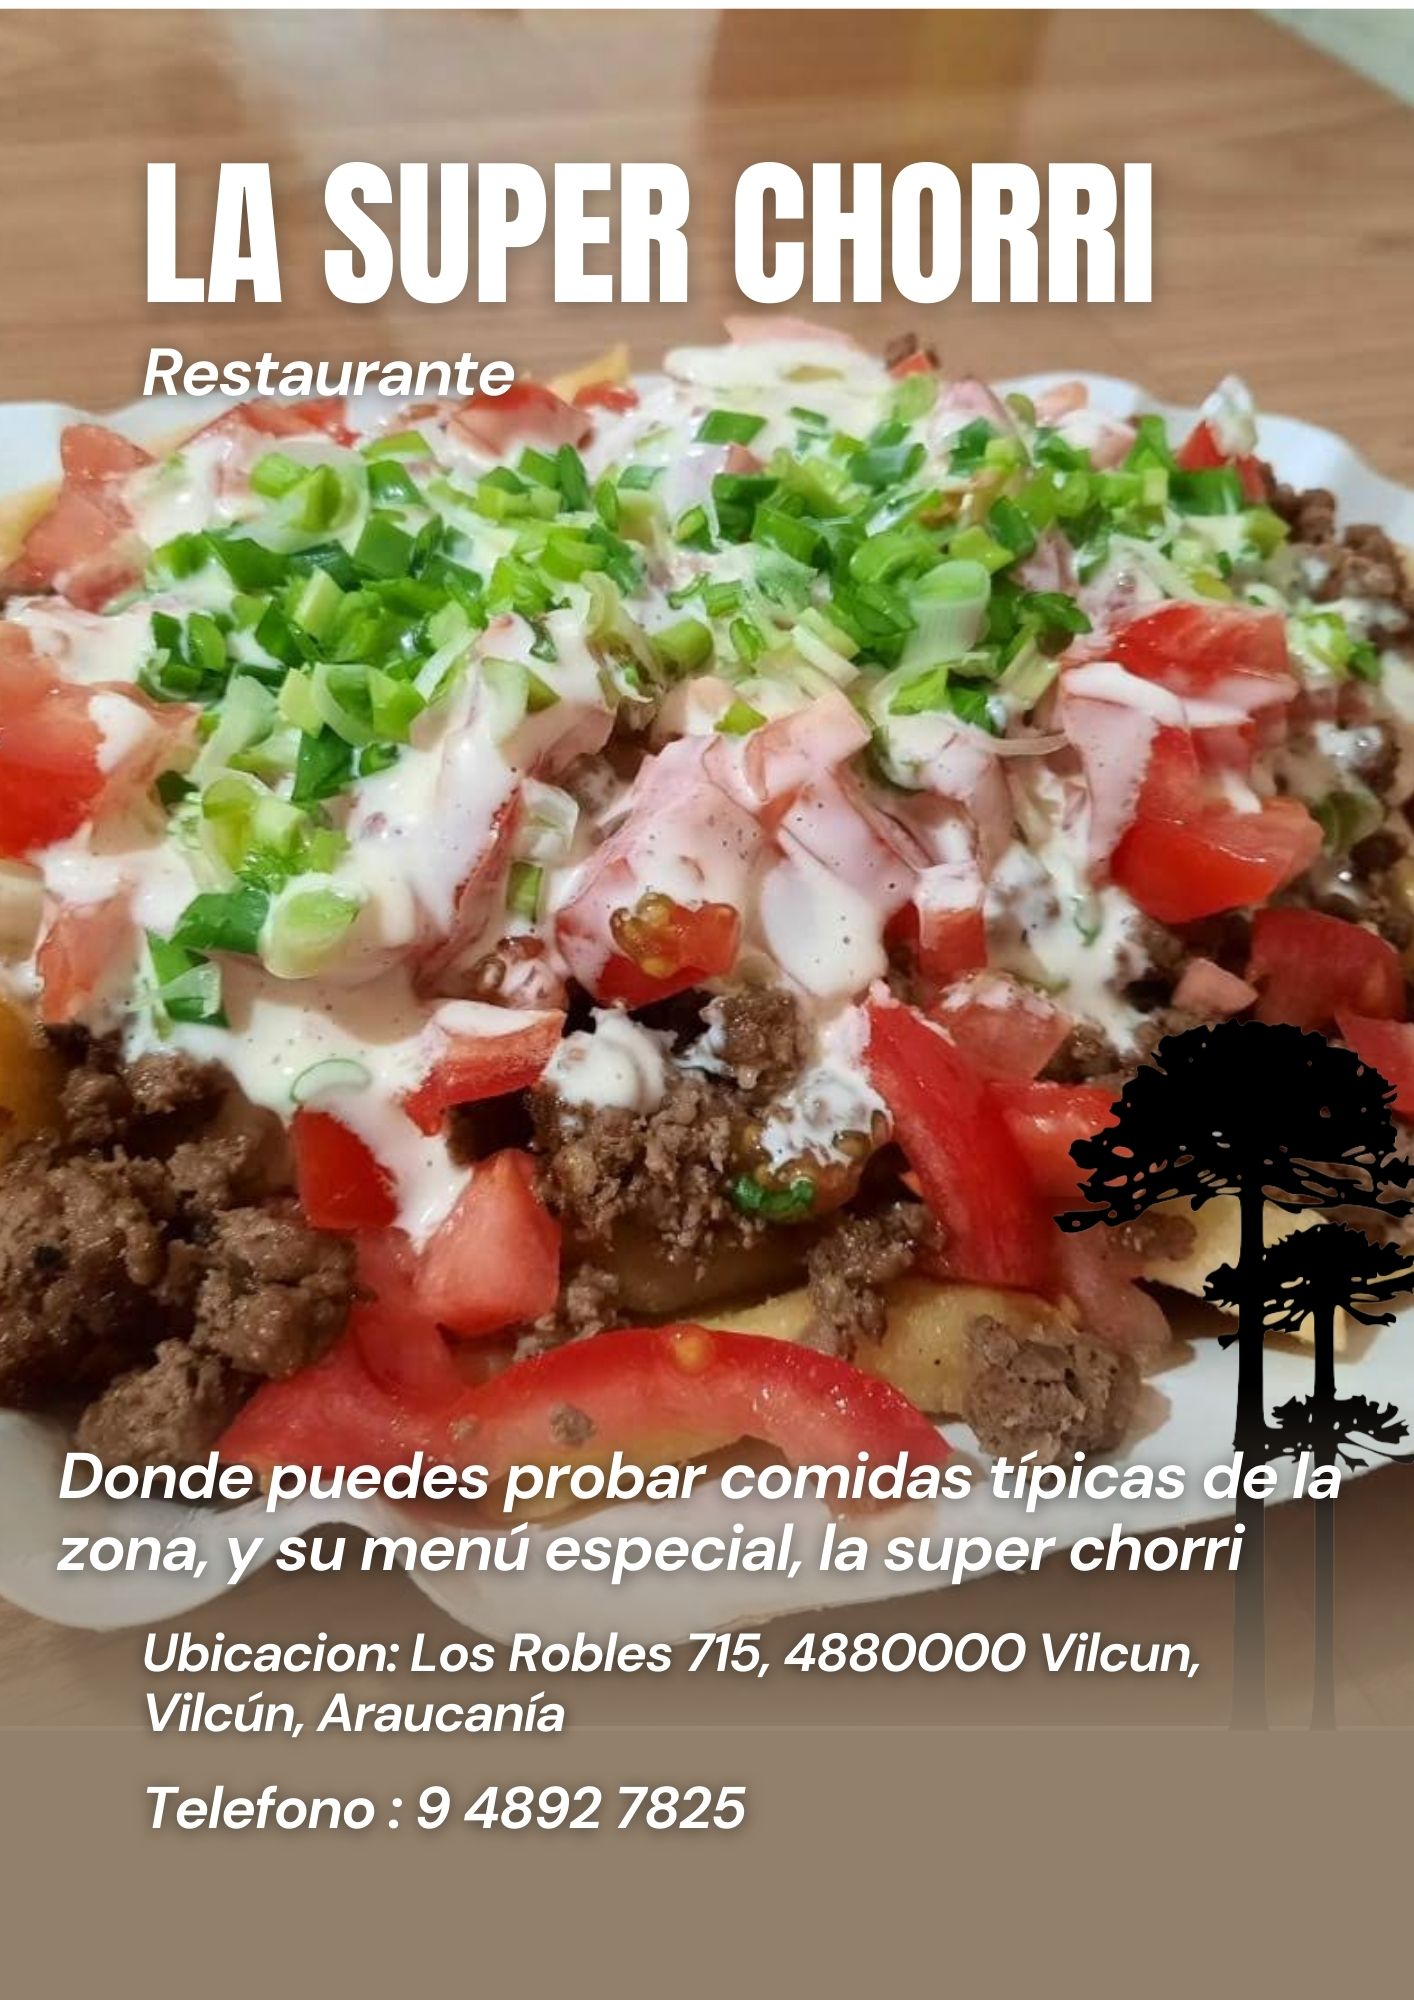 LA SUPER CHORRI
Restaurante
Donde puedes probar comidas típicas de la
zona, y su menú especial, la super chorri
Ubicacion: Los Robles 715, 4880000 Vilcun,
Vilcún, Araucanía
Telefono : 9 4892 7825